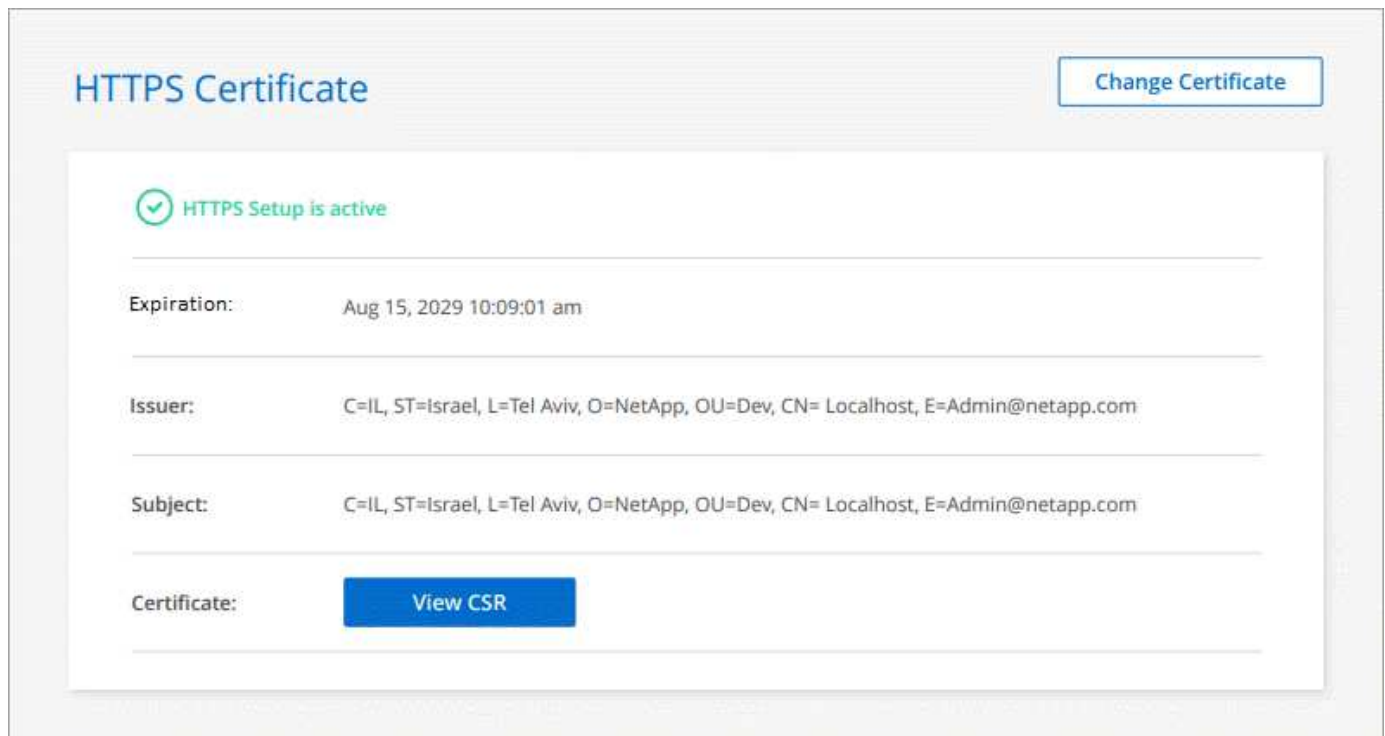 HTTPS Certificate
Change Certificate
HTTPS Setup is active
Expiration: Aug 15, 2029 10:09:01 am
Issuer: C=IL, ST=Israel, L=Tel Aviv, O=NetApp, OU=Dev, CN= Localhost, E=Admin@netapp.com
Subject: C=IL, ST=Israel, L=Tel Aviv, O=NetApp, OU=Dev, CN= Localhost, E=Admin@netapp.com
Certificate: View CSR